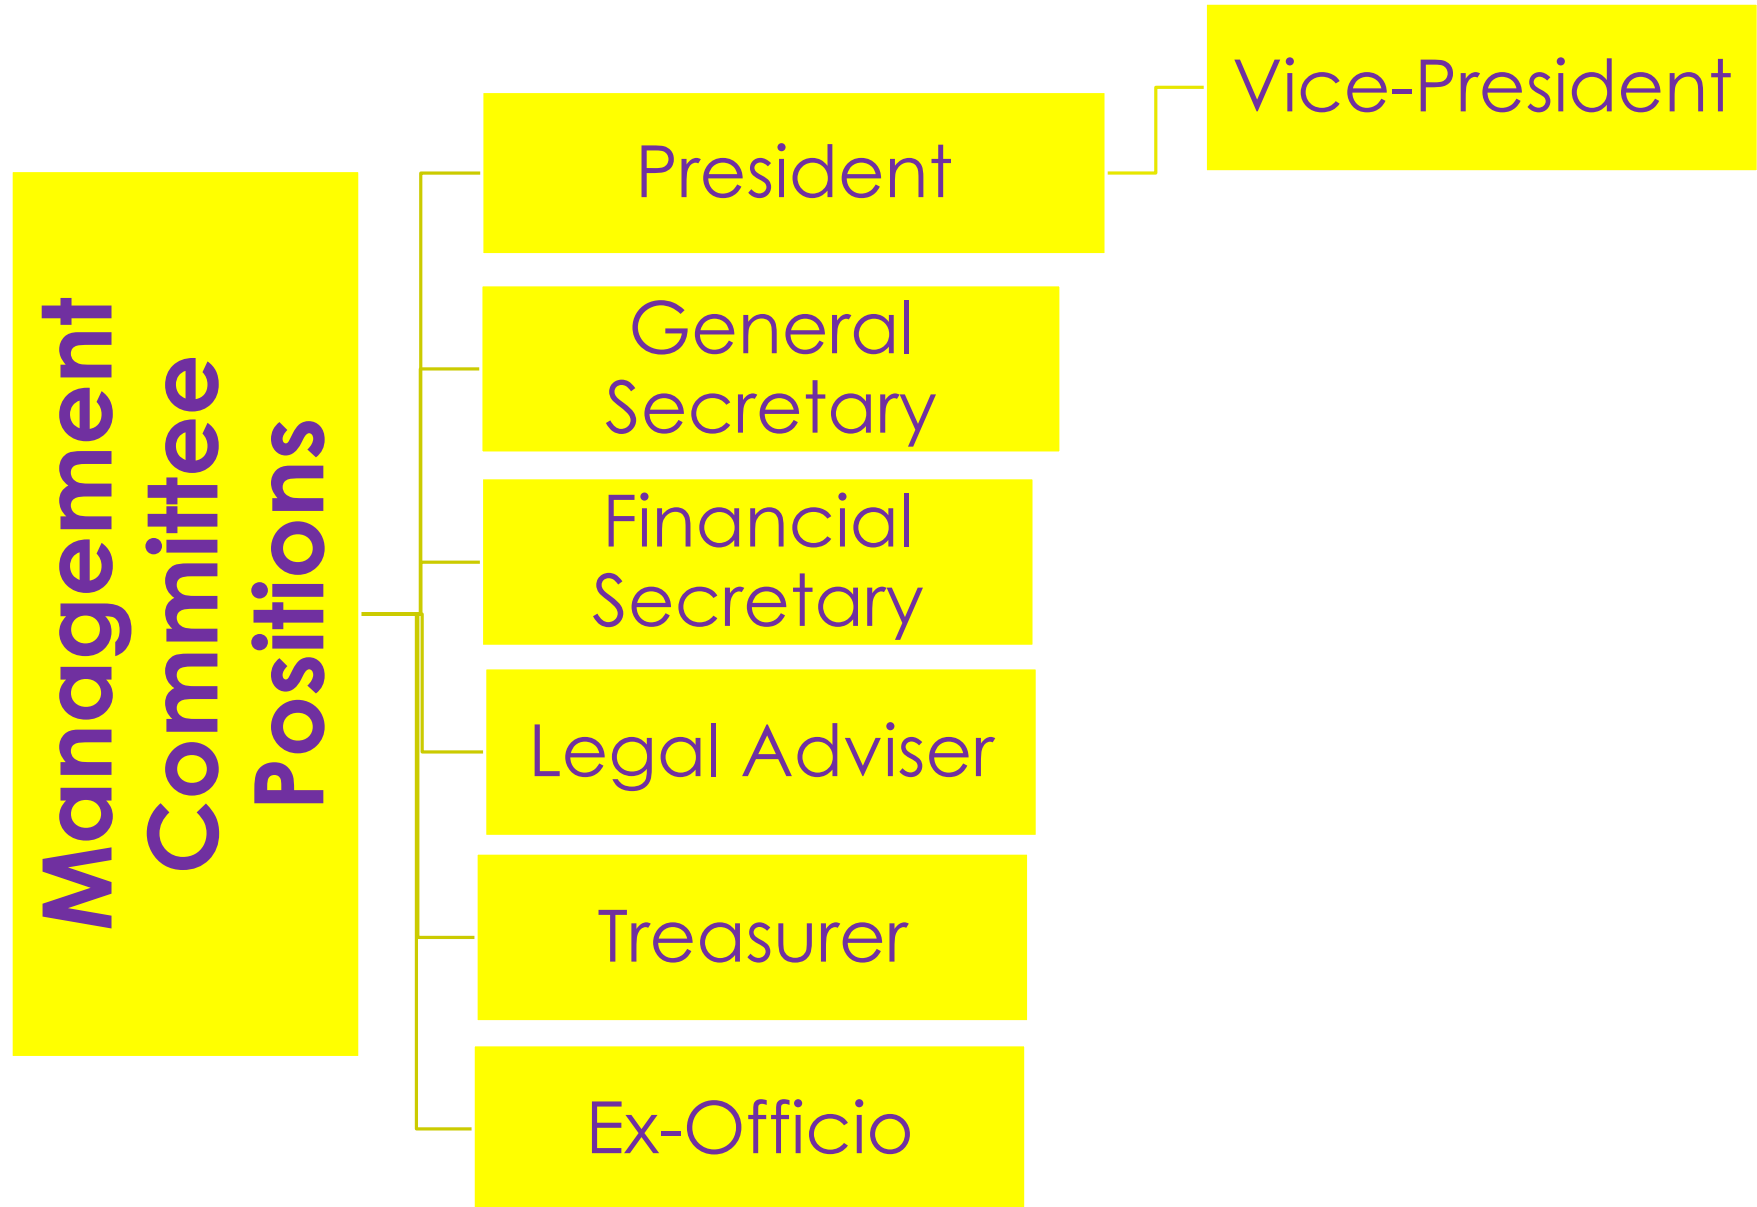 Management
Committee
Positions
President
Vice-President
General
Secretary
Financial
Secretary
Legal Adviser
Treasurer
Ex-Officio